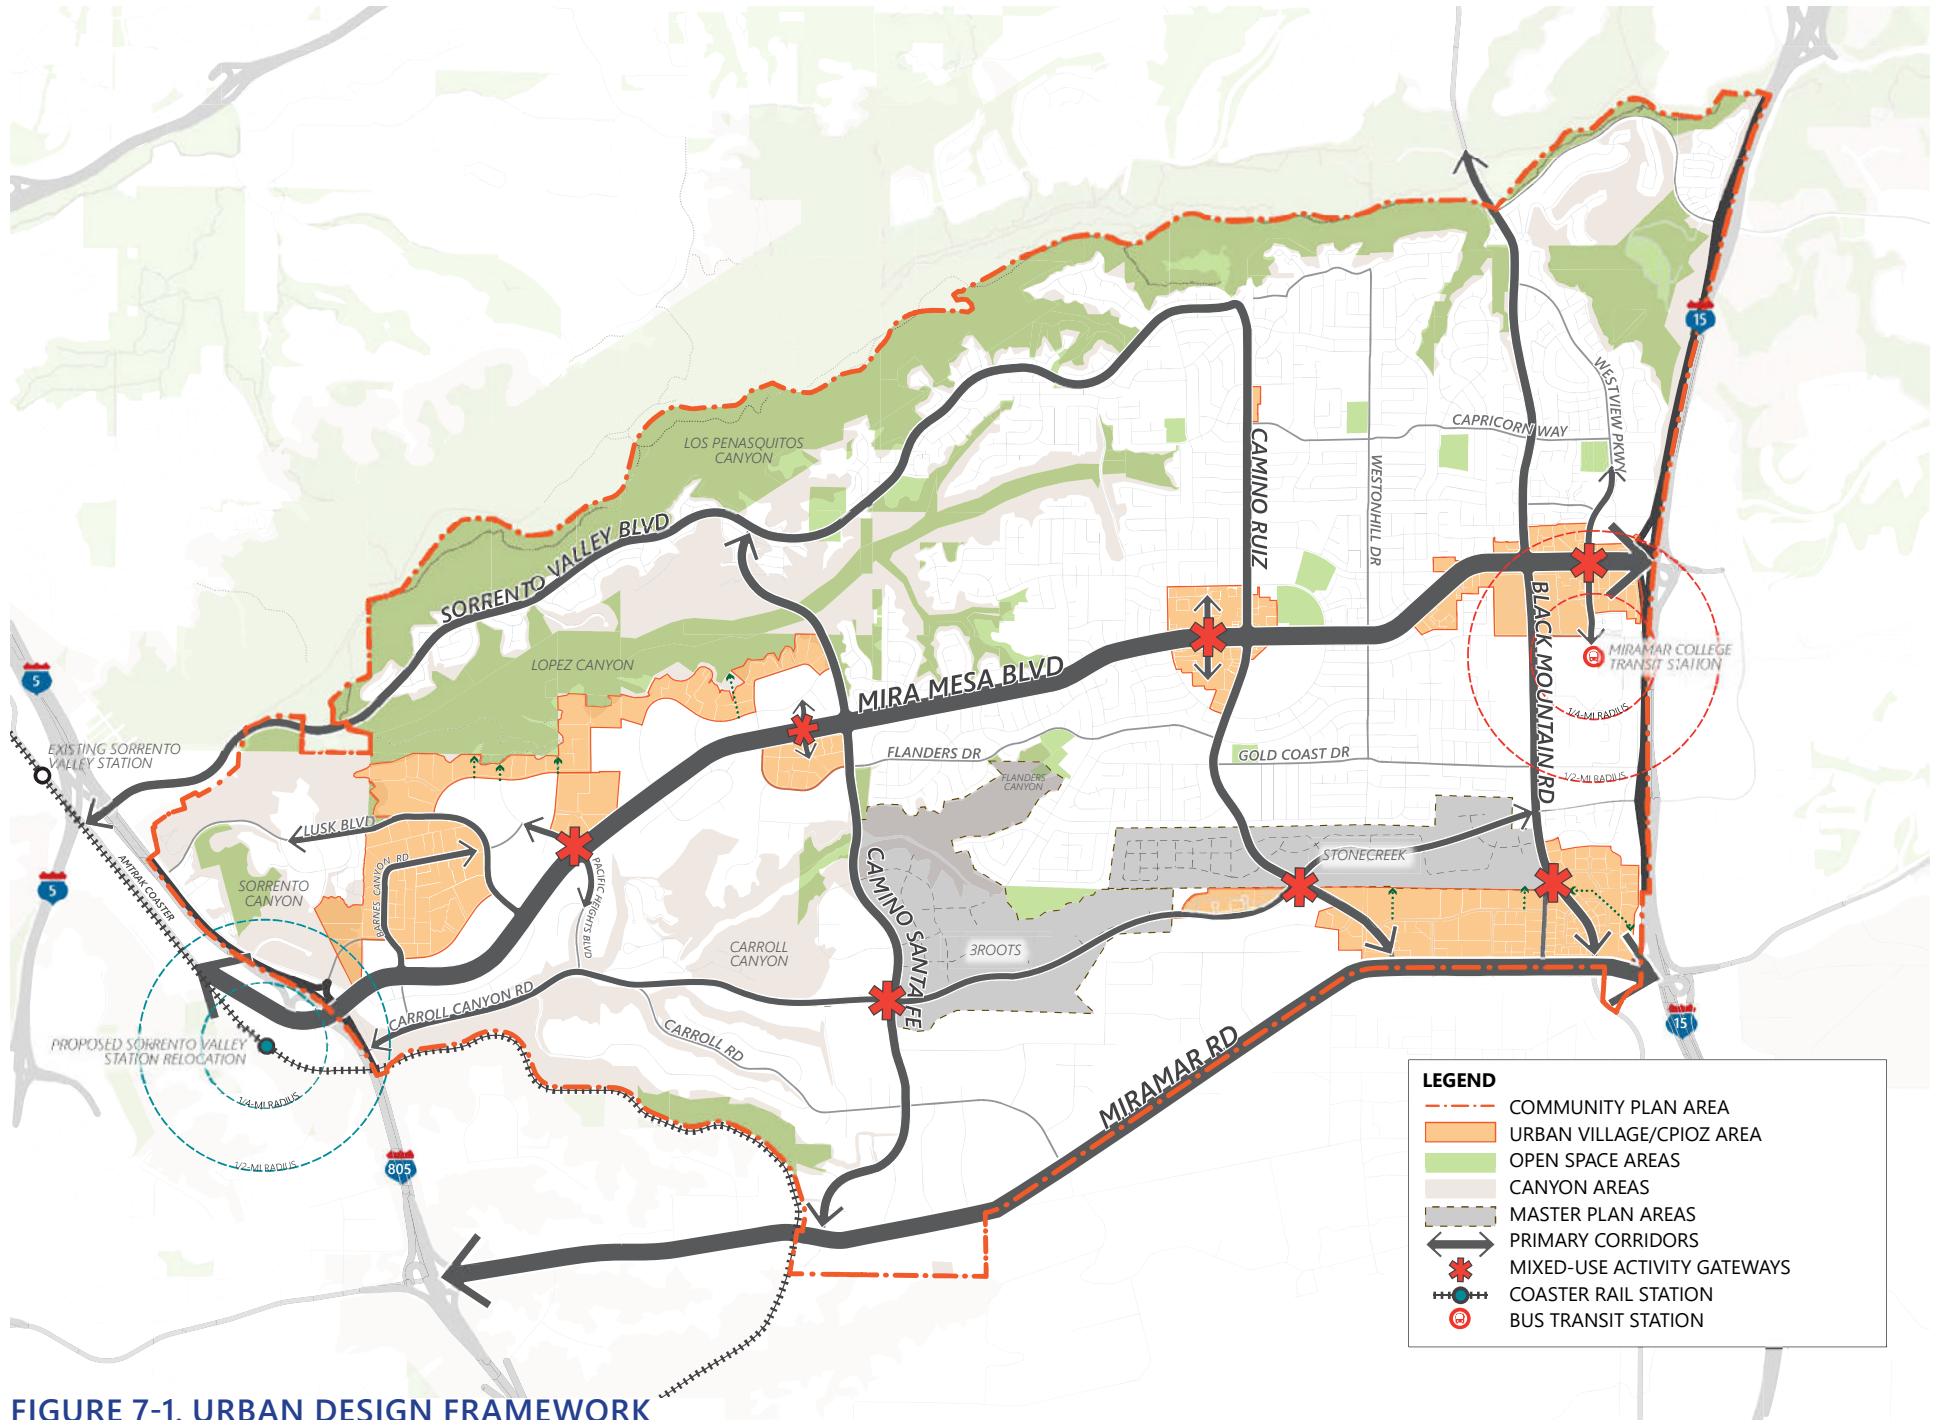 15
LOS PENASQUITOS
CANYON
WESTVIEW PKWY
CAPRICORN WAY
CAMINO RUIZ
WESTONHILL DR
SORRENTO VALLEY BLVD
5
LOPEZ CANYON
MIRA MESA BLVD
BLACK MOUNTAIN RD
MIRAMAR COLLEGE
TRANSIT STATION
1/4-MI RADIUS
EXISTING SORRENTO
VALLEY STATION
FLANDERS DR
GOLD COAST DR
FLANDERS
CANYON
1/2-MI RADIUS
LUSK BLVD
BARNES CANYON RD
PACIFIC HEIGHTS BLVD
STONECREEK
5
AMTRAK COASTER
SORRENTO
CANYON
CAMINO SANTA FE
CARROLL
CANYON
3ROOTS
CARROLL CANYON RD
CARROLL RD
PROPOSED SORRENTO VALLEY
STATION RELOCATION
1/4-MI RADIUS
1/2-MI RADIUS
805
MIRAMAR RD
15
LEGEND
COMMUNITY PLAN AREA
URBAN VILLAGE/CPIOZ AREA
OPEN SPACE AREAS
CANYON AREAS
MASTER PLAN AREAS
PRIMARY CORRIDORS
MIXED-USE ACTIVITY GATEWAYS
COASTER RAIL STATION
BUS TRANSIT STATION
FIGURE 7-1. URBAN DESIGN FRAMEWORK